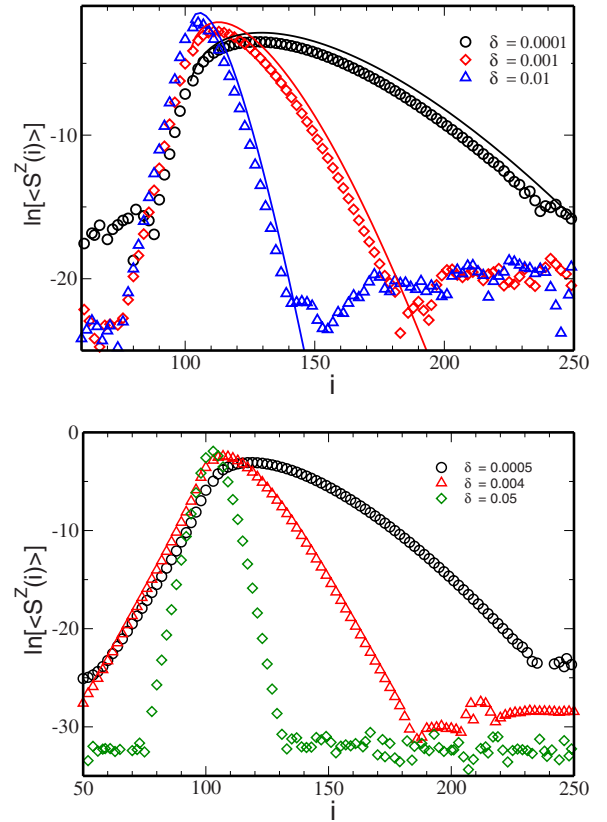 δ = 0.0001
δ = 0.001
δ = 0.01
-10
-20
ln[<S^Z(i)>]
100 150 200 250
i
0
δ = 0.0005
δ = 0.004
δ = 0.05
-10
-20
-30
ln[<S^Z(i)>]
50 100 150 200 250
i